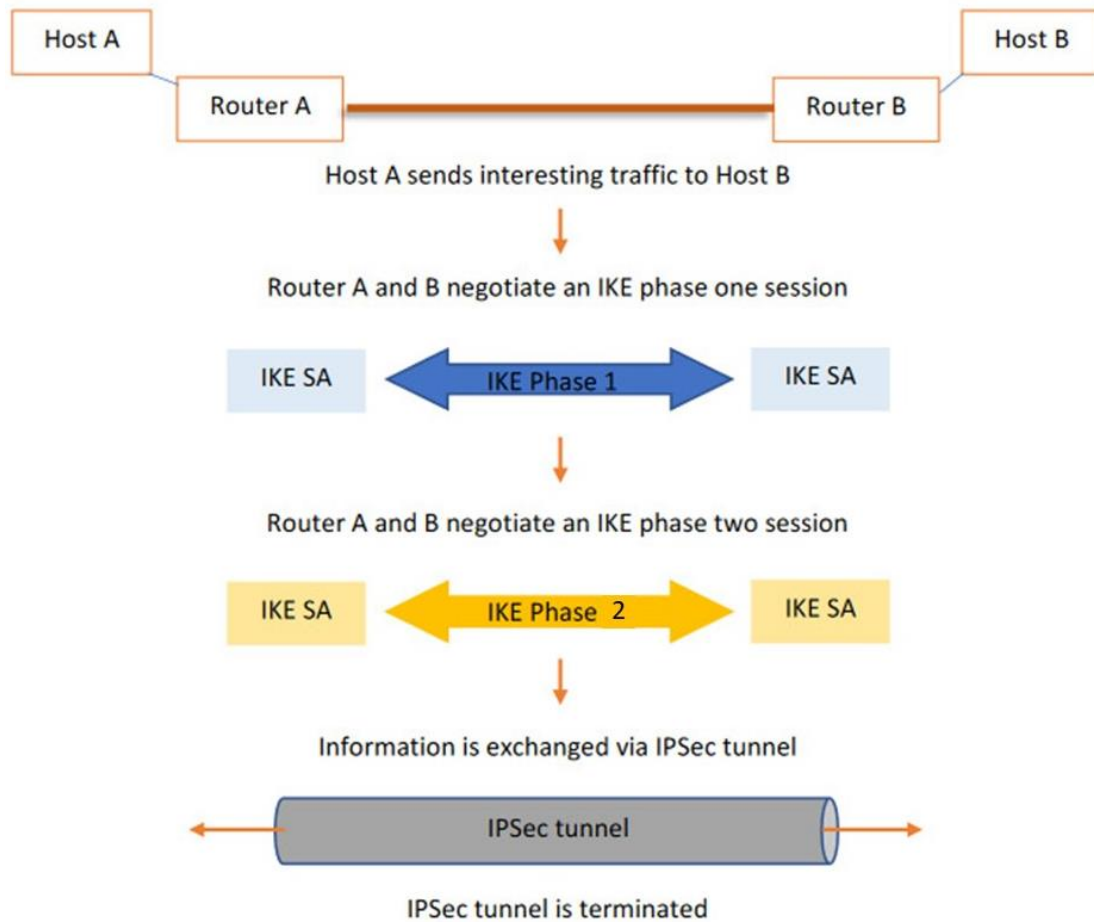 Host A
Host B
Router A
Router B
Host A sends interesting traffic to Host B
Router A and B negotiate an IKE phase one session
IKE SA
IKE Phase 1
IKE SA
Router A and B negotiate an IKE phase two session
IKE SA
IKE Phase 2
IKE SA
Information is exchanged via IPSec tunnel
IPSec tunnel
IPSec tunnel is terminated